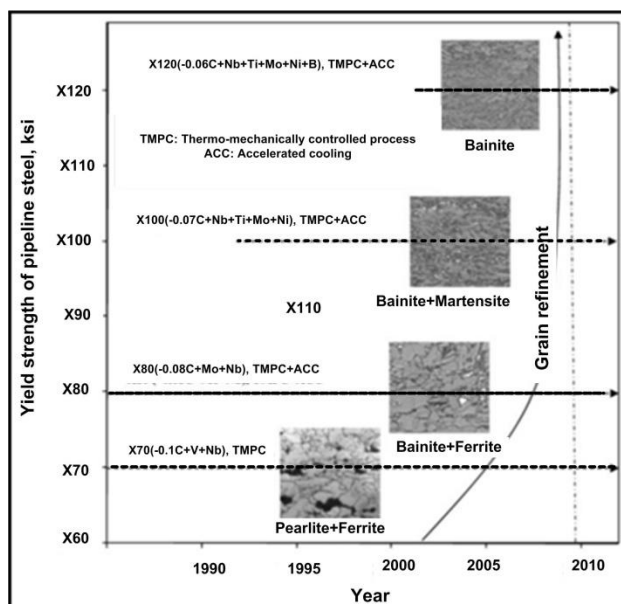 X120(-0.06C+Nb+Ti+Mo+Ni+B), TMPC+ACC
X120
Bainite
TMPC: Thermo-mechanically controlled process
ACC: Accelerated cooling
X110
X100(-0.07C+Nb+Ti+Mo+Ni), TMPC+ACC
X100
Bainite+Martensite
X110
X90
X80(-0.08C+Mo+Nb), TMPC+ACC
X80
Bainite+Ferrite
X70(-0.1C+V+Nb), TMPC
X70
Pearlite+Ferrite
X60
Yield strength of pipeline steel, ksi
Grain refinement
1990 1995 2000 2005 2010
Year